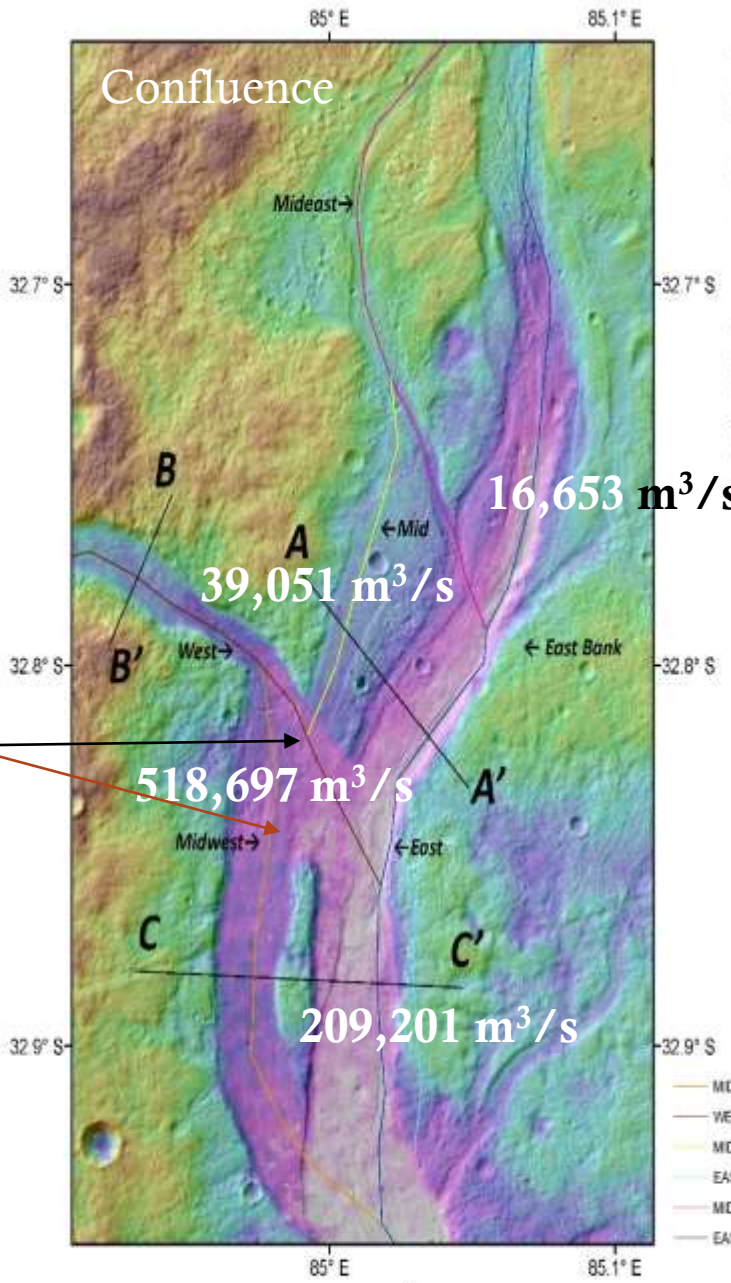 85° E 85.1° E
Confluence
Mideast→
32.7° S 32.7° S
B
16,653 m³/s
A ←Mid
39,051 m³/s
West→ ←East Bank
32.8° S B' 32.8° S
518,697 m³/s A'
Midwest→ ←East
C C'
209,201 m³/s
32.9° S 32.9° S
85° E 85.1° E